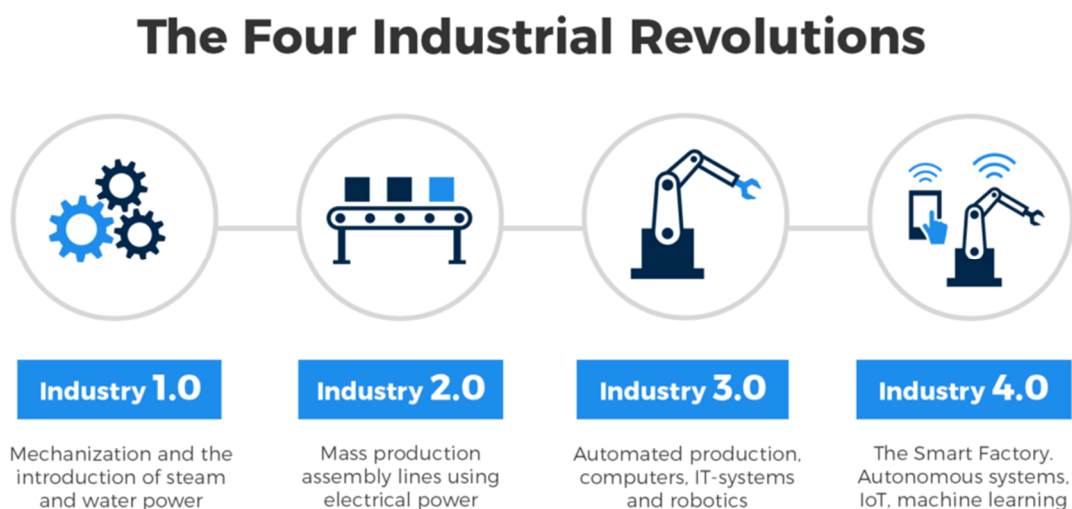 The Four Industrial Revolutions
Industry 1.0
Mechanization and the
introduction of steam
and water power
Industry 2.0
Mass production
assembly lines using
electrical power
Industry 3.0
Automated production,
computers, IT-systems
and robotics
Industry 4.0
The Smart Factory.
Autonomous systems,
IoT, machine learning